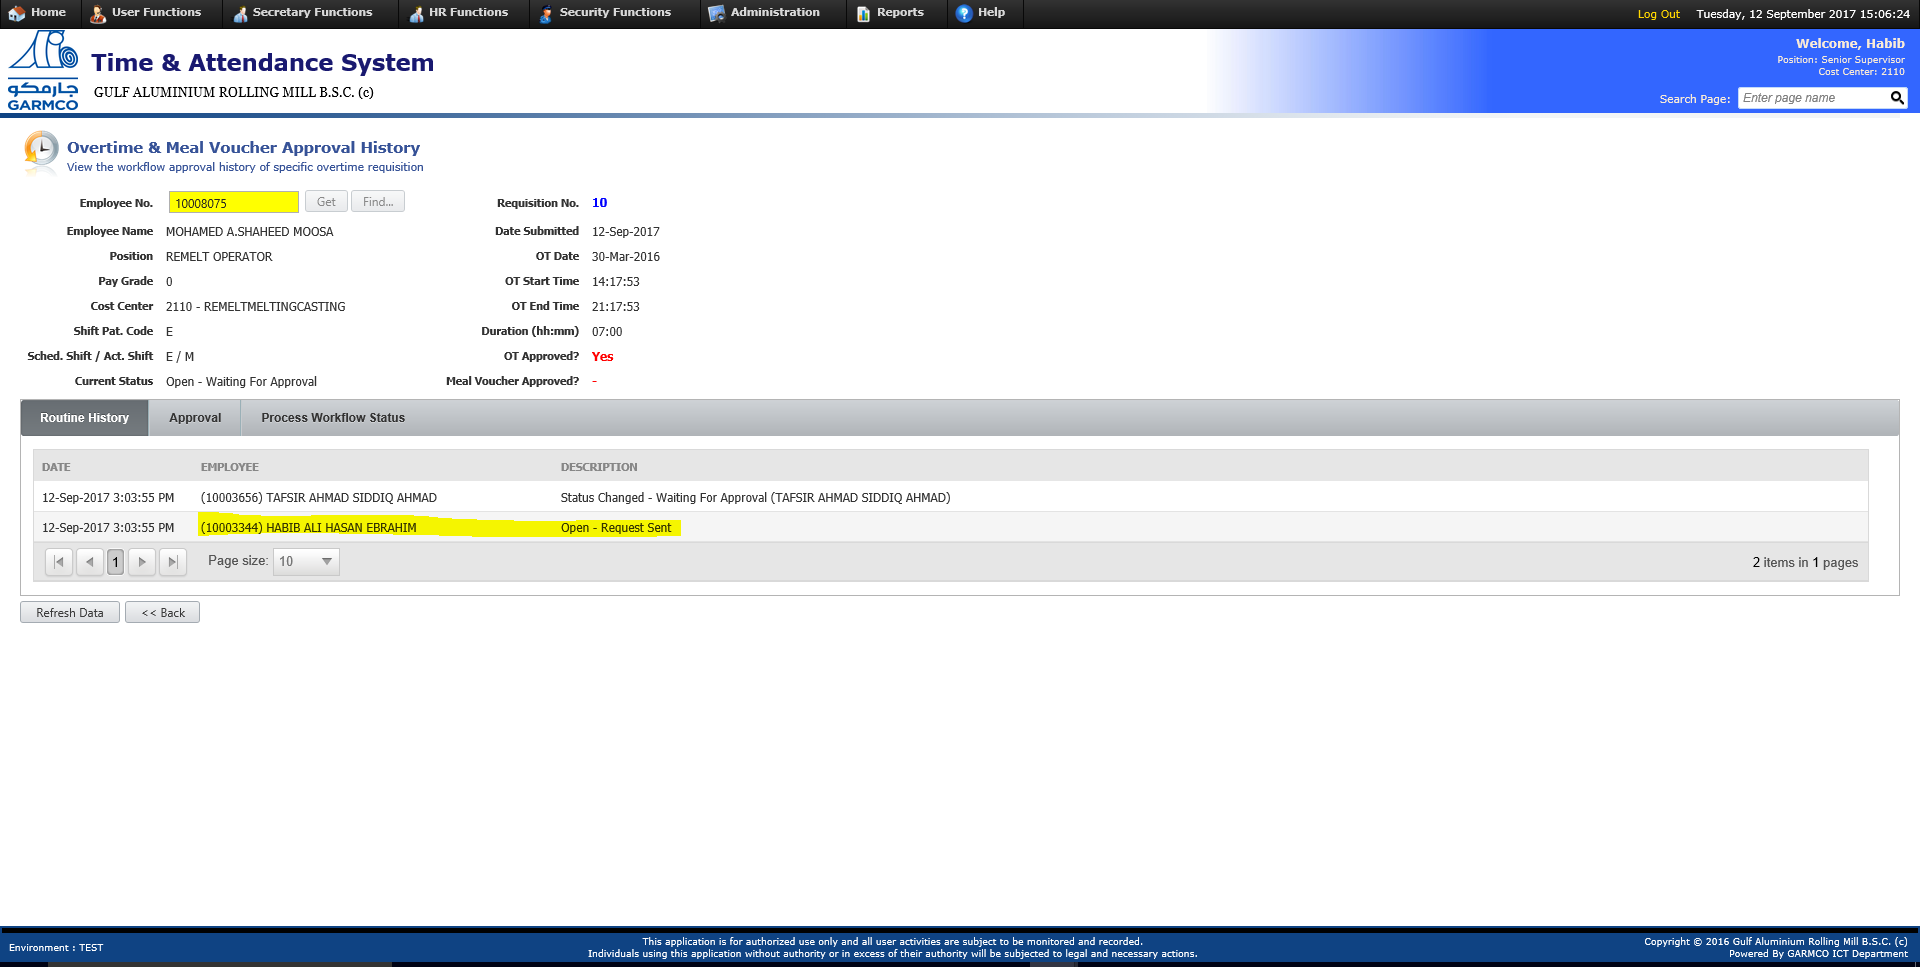 Home User Functions Secretary Functions HR Functions Security Functions Administration Reports Help Log Out Tuesday, 12 September 2017 15:06:24
جارمكو
GARMCO
Time & Attendance System
GULF ALUMINIUM ROLLING MILL B.S.C. (c)
Welcome, Habib
Position: Senior Supervisor
Cost Center: 2110
Search Page: Enter page name
Overtime & Meal Voucher Approval History
View the workflow approval history of specific overtime requisition
Employee No. 10008075 Get Find... Requisition No. 10
Employee Name MOHAMED A.SHAHEED MOOSA Date Submitted 12-Sep-2017
Position REMELT OPERATOR OT Date 30-Mar-2016
Pay Grade 0 OT Start Time 14:17:53
Cost Center 2110 - REMELTMELTINGCASTING OT End Time 21:17:53
Shift Pat. Code E Duration (hh:mm) 07:00
Sched. Shift / Act. Shift E / M OT Approved? Yes
Current Status Open - Waiting For Approval Meal Voucher Approved? -
Routine History Approval Process Workflow Status
DATE EMPLOYEE DESCRIPTION
12-Sep-2017 3:03:55 PM (10003656) TAFSIR AHMAD SIDDIQ AHMAD Status Changed - Waiting For Approval (TAFSIR AHMAD SIDDIQ AHMAD)
12-Sep-2017 3:03:55 PM (10003344) HABIB ALI HASAN EBRAHIM Open - Request Sent
1 Page size: 10 2 items in 1 pages
Refresh Data << Back
Environment : TEST
This application is for authorized use only and all user activities are subject to be monitored and recorded.
Individuals using this application without authority or in excess of their authority will be subjected to legal and necessary actions.
Copyright © 2016 Gulf Aluminium Rolling Mill B.S.C. (c)
Powered By GARMCO ICT Department